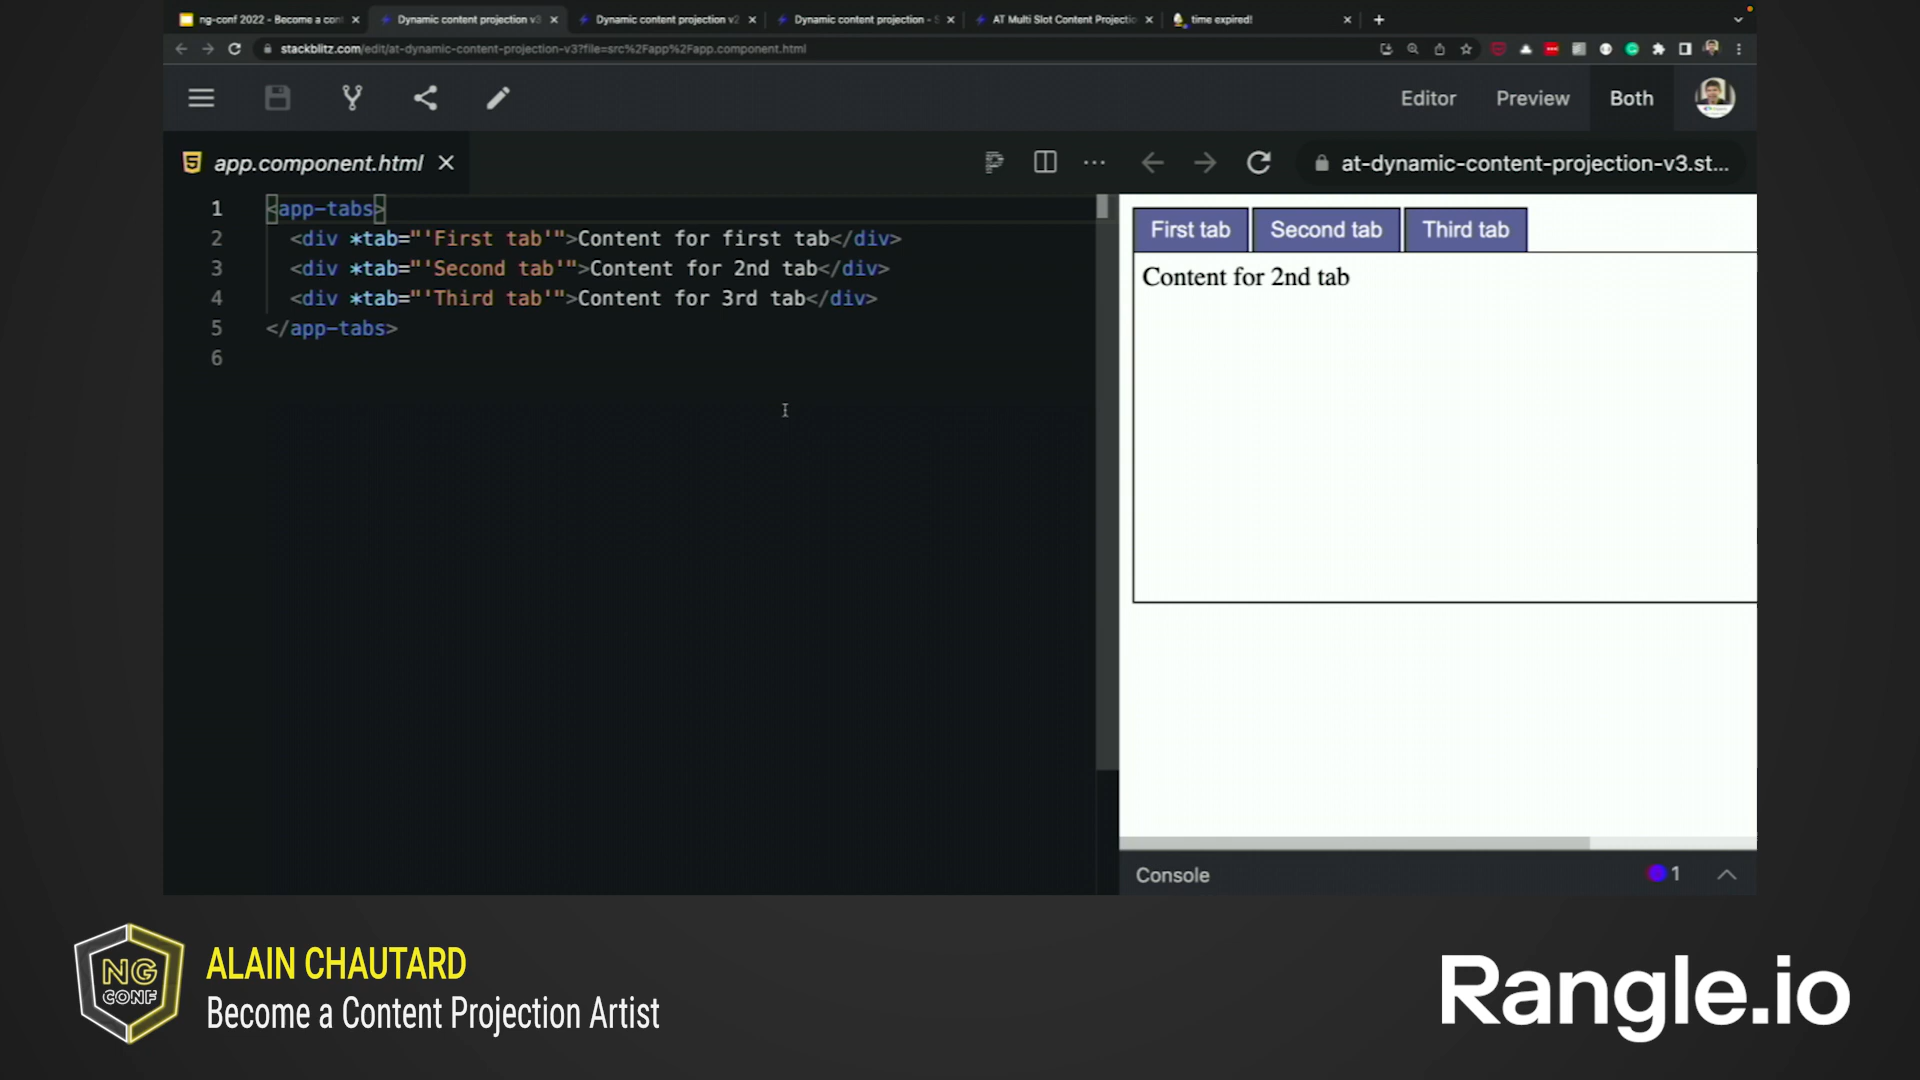 ng-conf 2022 - Become a cont
Dynamic content projection v3
Dynamic content projection v2
Dynamic content projection - S
AT Multi Slot Content Projectio
time expired!
stackblitz.com/edit/at-dynamic-content-projection-v3?file=src%2Fapp%2Fapp.component.html
Editor
Preview
Both
app.component.html
at-dynamic-content-projection-v3.st...
1 <app-tabs>
2 <div *tab="'First tab'">Content for first tab</div>
3 <div *tab="'Second tab'">Content for 2nd tab</div>
4 <div *tab="'Third tab'">Content for 3rd tab</div>
5 </app-tabs>
6
First tab
Second tab
Third tab
Content for 2nd tab
Console
1
NG
CONF
ALAIN CHAUTARD
Become a Content Projection Artist
Rangle.io